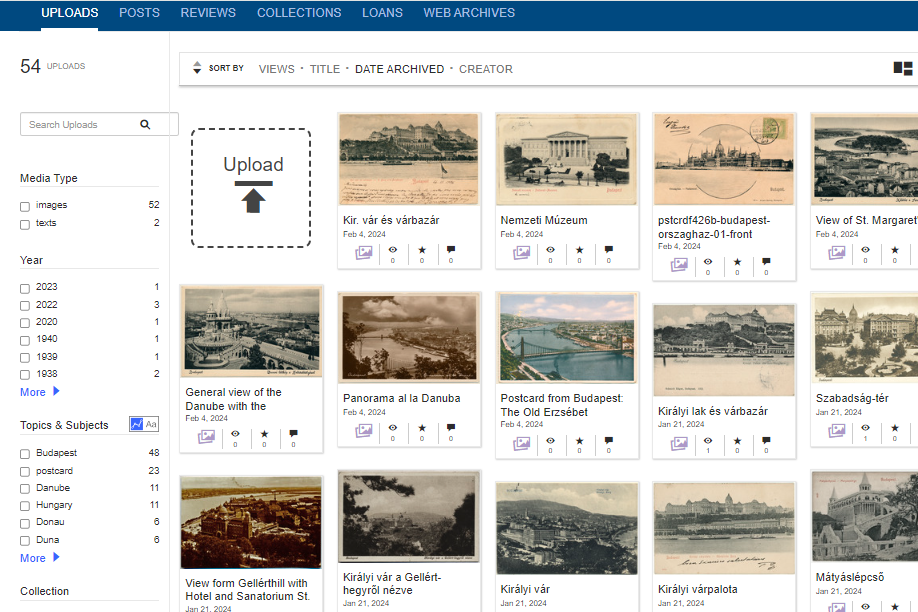 UPLOADS POSTS REVIEWS COLLECTIONS LOANS WEB ARCHIVES
54 UPLOADS
SORT BY VIEWS · TITLE · DATE ARCHIVED · CREATOR
Search Uploads
Media Type
images 52
texts 2
Year
2023 1
2022 3
2020 1
1940 1
1939 1
1938 2
More
Topics & Subjects Aa
Budapest 48
postcard 23
Danube 11
Hungary 11
Donau 6
Duna 6
More
Collection
Upload
Kir. vár és várbazár
Feb 4, 2024
0 0 0
Nemzeti Múzeum
Feb 4, 2024
0 0 0
pstcrdf426b-budapest-
orszaghaz-01-front
Feb 4, 2024
0 0 0
View of St. Margaret'
Feb 4, 2024
0 0
General view of the
Danube with the
Feb 4, 2024
0 0 0
Panorama al la Danuba
Feb 4, 2024
0 0 0
Postcard from Budapest:
The Old Erzsébet
Feb 4, 2024
0 0 0
Királyi lak és várbazár
Jan 21, 2024
1 0 0
Szabadság-tér
Jan 21, 2024
1 0
View form Gellérthill with
Hotel and Sanatorium St.
Jan 21, 2024
Királyi vár a Gellért-
hegyről nézve
Jan 21, 2024
Királyi vár
Jan 21, 2024
Királyi várpalota
Jan 21, 2024
Mátyáslépcső
Jan 21, 2024